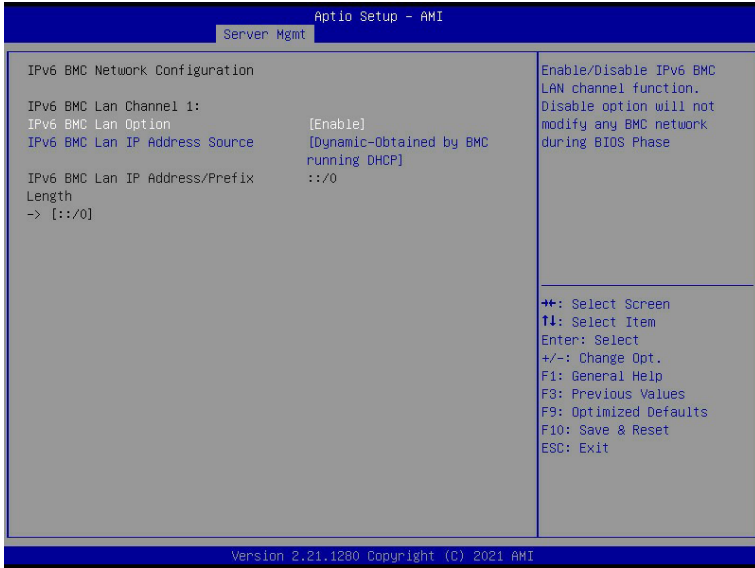 Aptio Setup – AMI
Server Mgmt
IPv6 BMC Network Configuration
IPv6 BMC Lan Channel 1:
IPv6 BMC Lan Option [Enable]
IPv6 BMC Lan IP Address Source [Dynamic-Obtained by BMC
running DHCP]
IPv6 BMC Lan IP Address/Prefix ::/0
Length
-> [::/0]
Enable/Disable IPv6 BMC
LAN channel function.
Disable option will not
modify any BMC network
during BIOS Phase
→←: Select Screen
↑↓: Select Item
Enter: Select
+/-: Change Opt.
F1: General Help
F3: Previous Values
F9: Optimized Defaults
F10: Save & Reset
ESC: Exit
Version 2.21.1280 Copyright (C) 2021 AMI